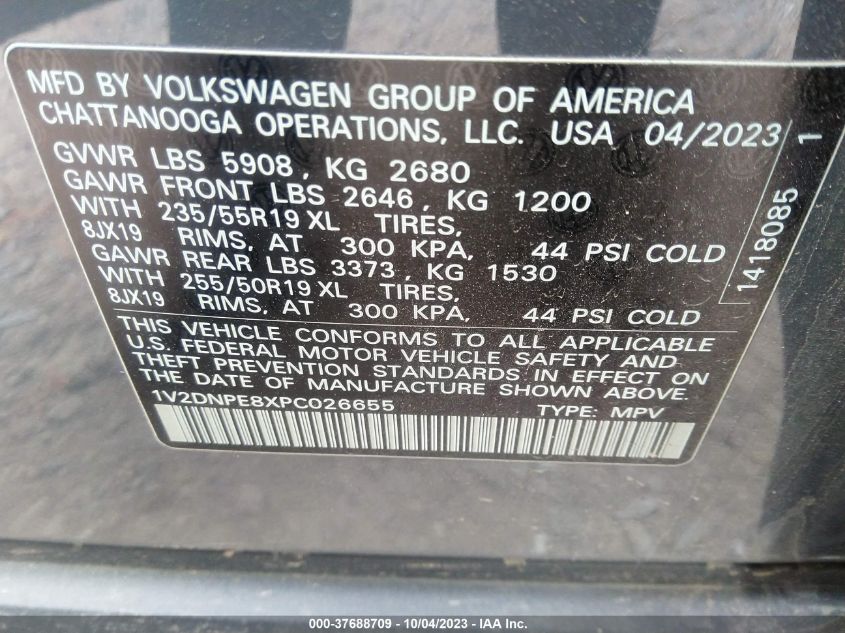 MFD BY VOLKSWAGEN GROUP OF AMERICA
CHATTANOOGA OPERATIONS, LLC. USA 04/2023
GVWR LBS 5908, KG 2680
GAWR FRONT LBS 2646, KG 1200
WITH 235/55R19 XL TIRES,
8JX19 RIMS, AT 300 KPA, 44 PSI COLD
GAWR REAR LBS 3373, KG 1530
WITH 255/50R19 XL TIRES,
8JX19 RIMS, AT 300 KPA, 44 PSI COLD
THIS VEHICLE CONFORMS TO ALL APPLICABLE
U.S. FEDERAL MOTOR VEHICLE SAFETY AND
THEFT PREVENTION STANDARDS IN EFFECT ON
THE DATE OF MANUFACTURE SHOWN ABOVE.
1V2DNPE8XPC026655 TYPE: MPV
1418085 1
000-37688709 - 10/04/2023 - IAA Inc.